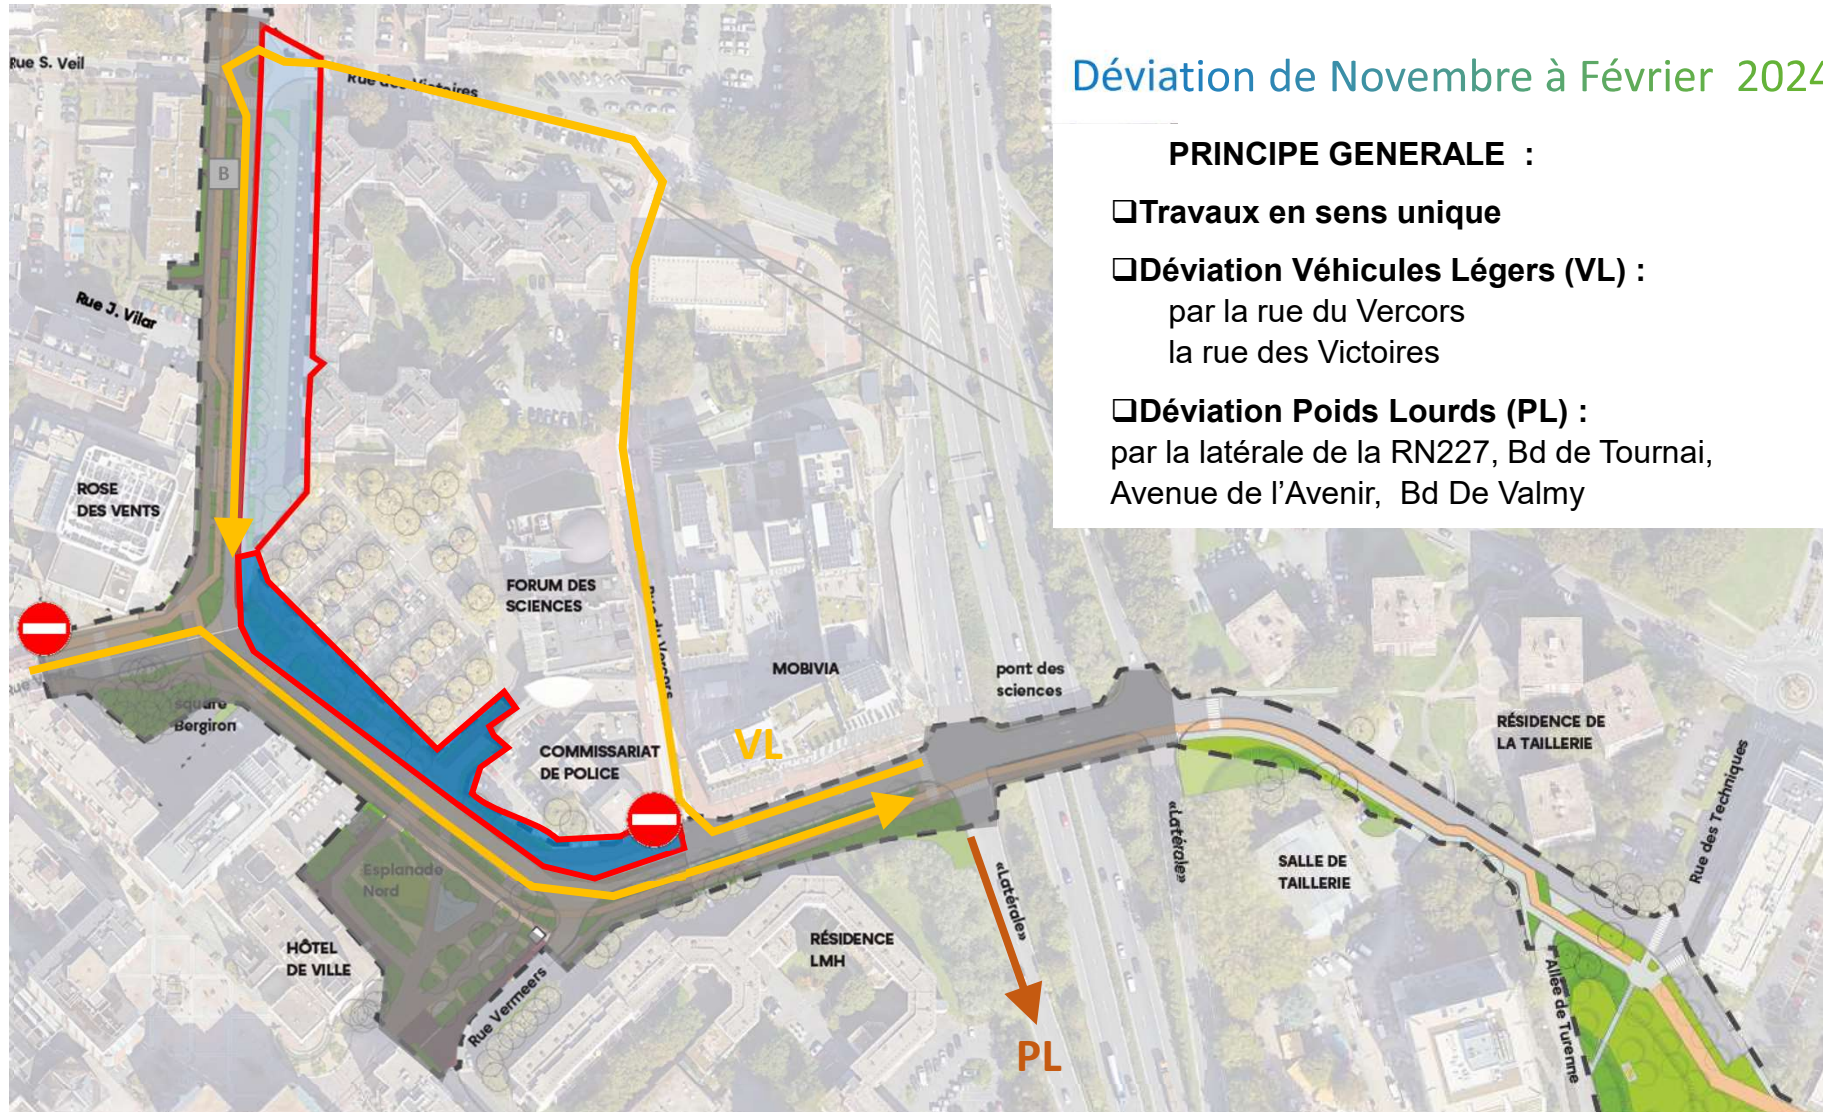 Déviation de Novembre à Février 2024
PRINCIPE GENERALE :
❑Travaux en sens unique
❑Déviation Véhicules Légers (VL) :
par la rue du Vercors
la rue des Victoires
❑Déviation Poids Lourds (PL) :
par la latérale de la RN227, Bd de Tournai,
Avenue de l’Avenir, Bd De Valmy
Rue S. Veil
Rue des Victoires
B
Rue J. Vilar
ROSE
DES VENTS
FORUM DES
SCIENCES
Rue du Vercors
MOBIVIA
pont des
sciences
RÉSIDENCE DE
LA TAILLERIE
Rue
square
Bergiron
COMMISSARIAT
DE POLICE
VL
Rue des Techniques
«Latérale»
«Latérale»
SALLE DE
TAILLERIE
Esplanade
Nord
HÔTEL
DE VILLE
RÉSIDENCE
LMH
Rue Vermeers
Allée de Turenne
PL